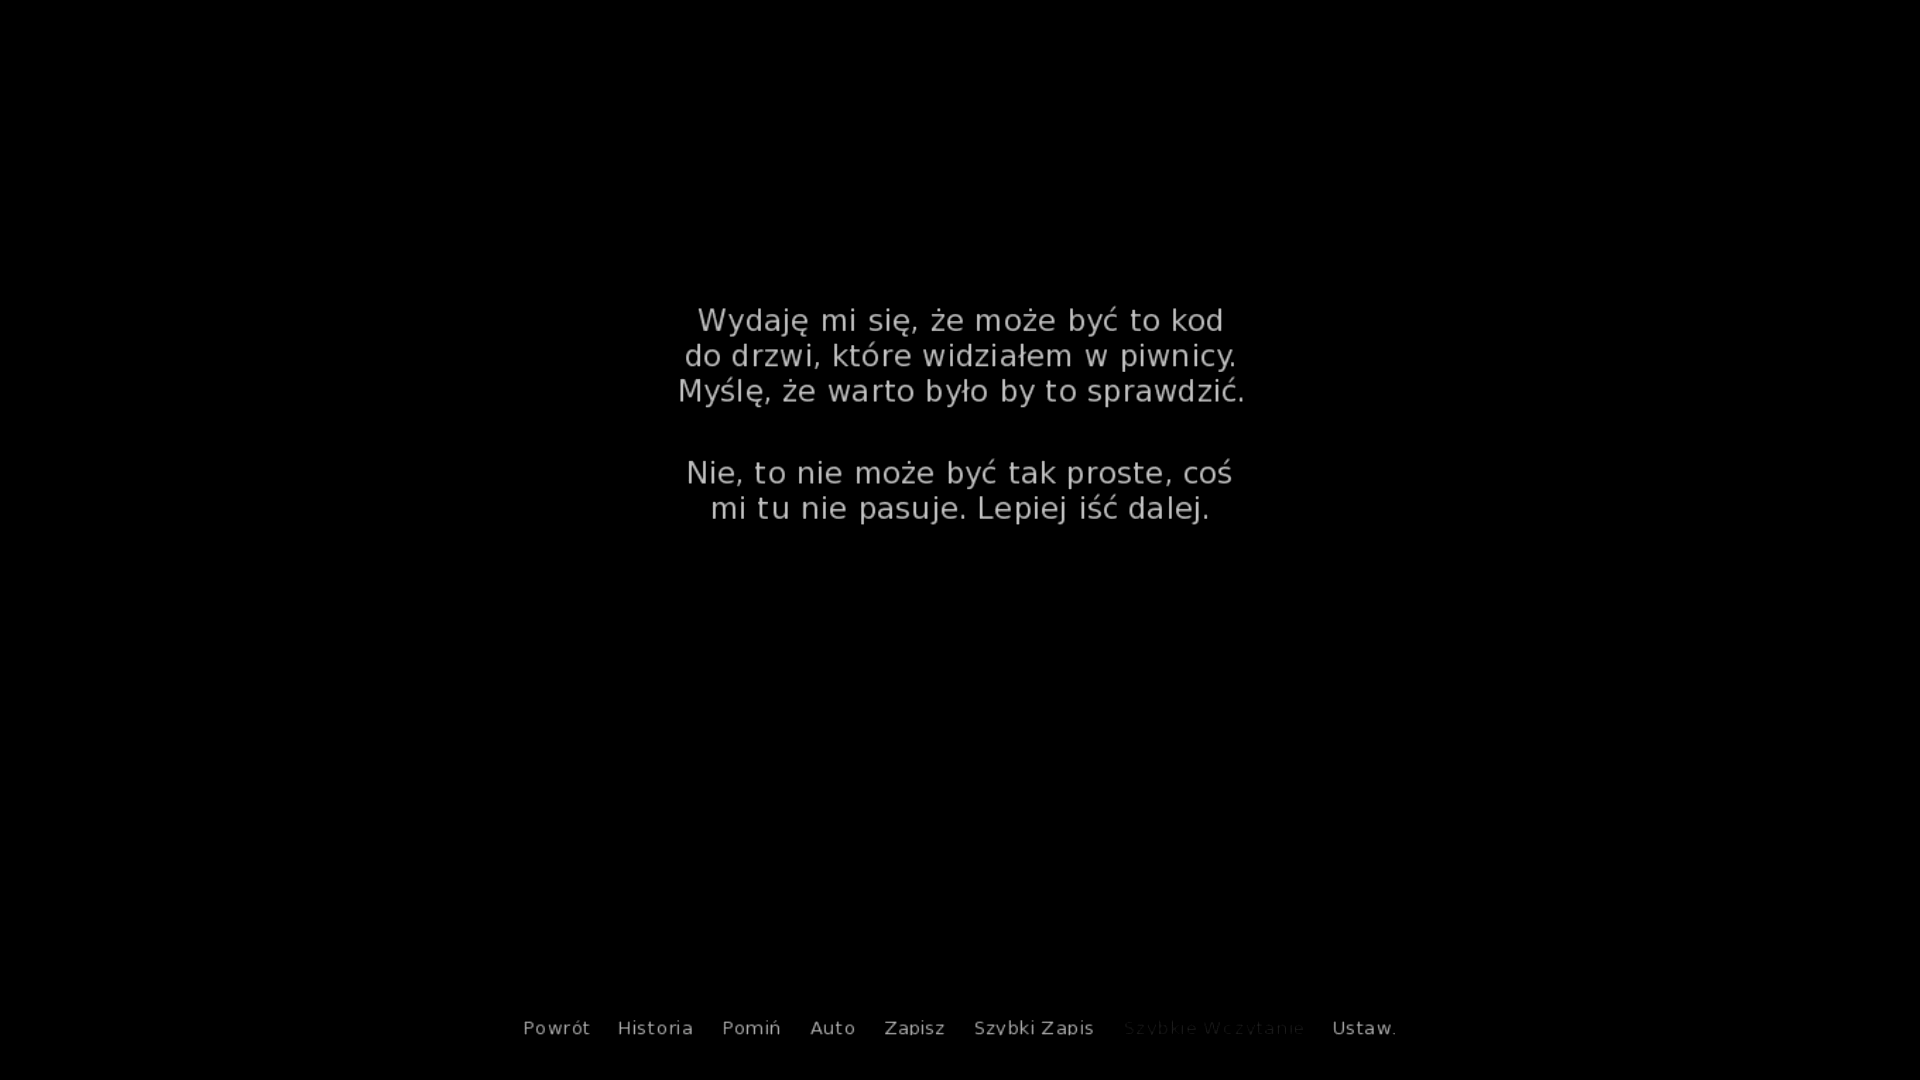 Wydaję mi się, że może być to kod
do drzwi, które widziałem w piwnicy.
Myślę, że warto było by to sprawdzić.
Nie, to nie może być tak proste, coś
mi tu nie pasuje. Lepiej iść dalej.
Powrót Historia Pomiń Auto Zapisz Szybki Zapis Szybkie Wczytanie Ustaw.